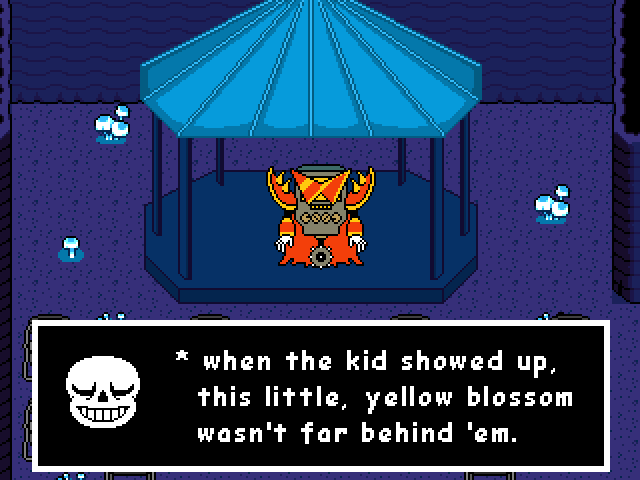 * when the kid showed up,
this little, yellow blossom
wasn't far behind 'em.